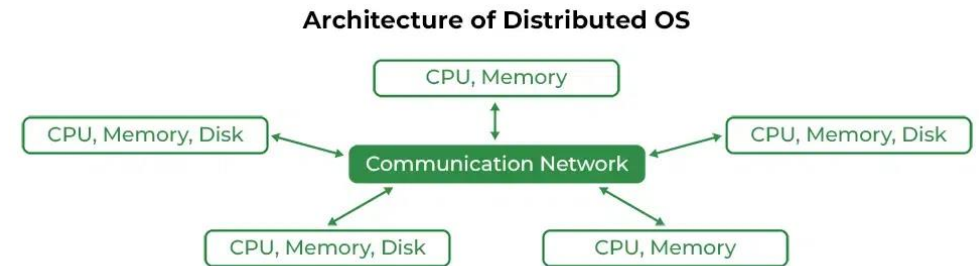 Architecture of Distributed OS
CPU, Memory
CPU, Memory, Disk
CPU, Memory, Disk
Communication Network
CPU, Memory, Disk
CPU, Memory